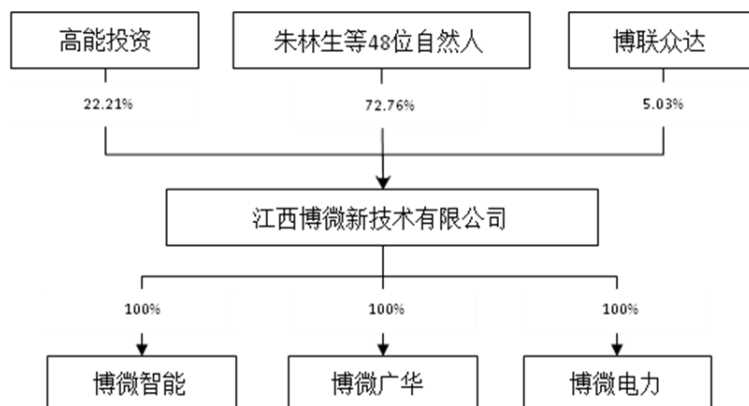 高能投资
朱林生等48位自然人
博联众达
22.21%
72.76%
5.03%
江西博微新技术有限公司
100%
100%
100%
博微智能
博微广华
博微电力